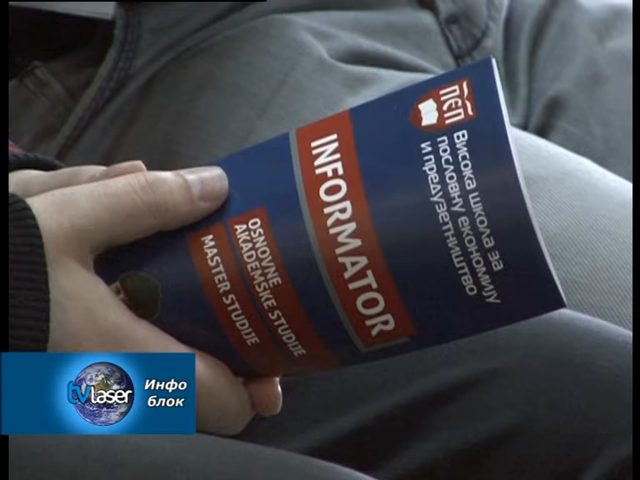 ПЕП
Висока школа за
пословну економију
и предузетништво
INFORMATOR
OSNOVNE
AKADEMSKE STUDIJE
MASTER STUDIJE
tvlaser
Инфо
блок